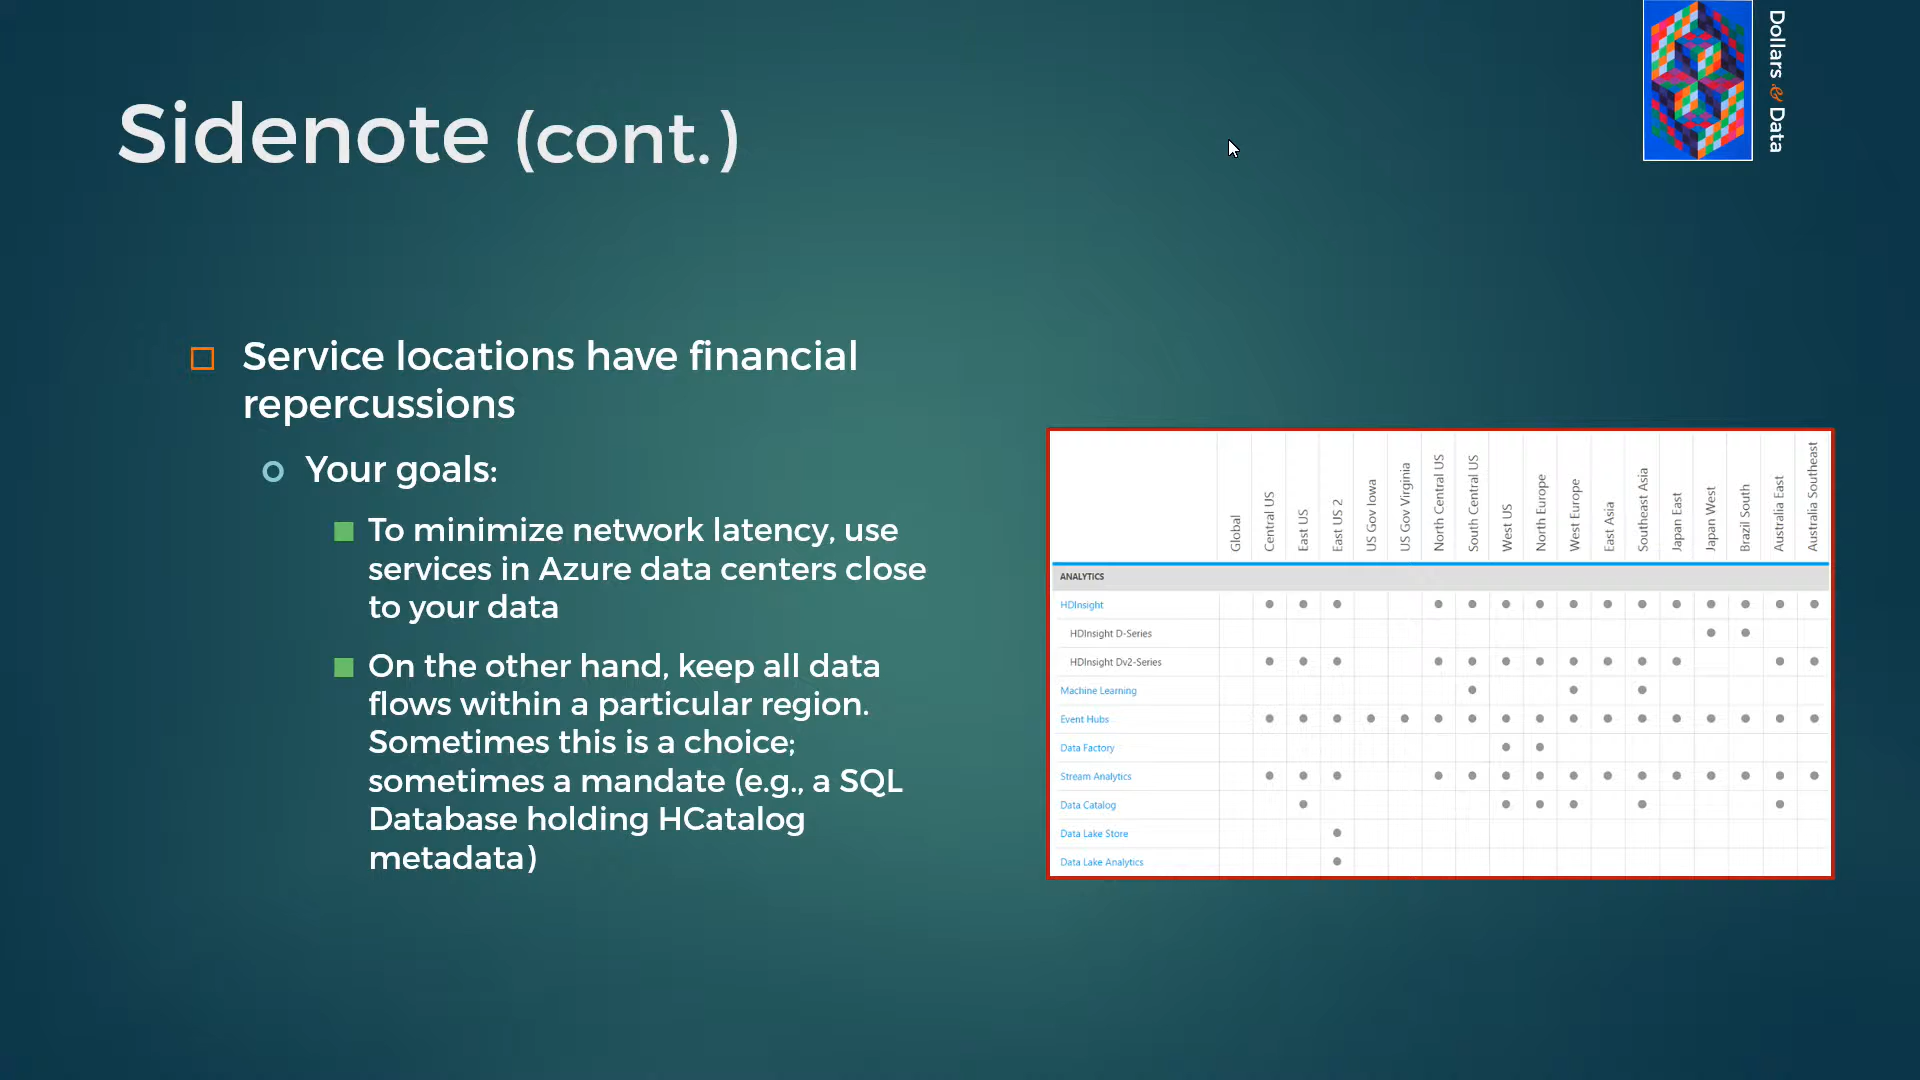 Dollars & Data
Sidenote (cont.)
Service locations have financial
repercussions
Your goals:
To minimize network latency, use
services in Azure data centers close
to your data
On the other hand, keep all data
flows within a particular region.
Sometimes this is a choice;
sometimes a mandate (e.g., a SQL
Database holding HCatalog
metadata)
Global
Central US
East US
East US 2
US Gov Iowa
US Gov Virginia
North Central US
South Central US
West US
North Europe
West Europe
East Asia
Southeast Asia
Japan East
Japan West
Brazil South
Australia East
Australia Southeast
ANALYTICS
HDInsight
HDInsight D-Series
HDInsight Dv2-Series
Machine Learning
Event Hubs
Data Factory
Stream Analytics
Data Catalog
Data Lake Store
Data Lake Analytics